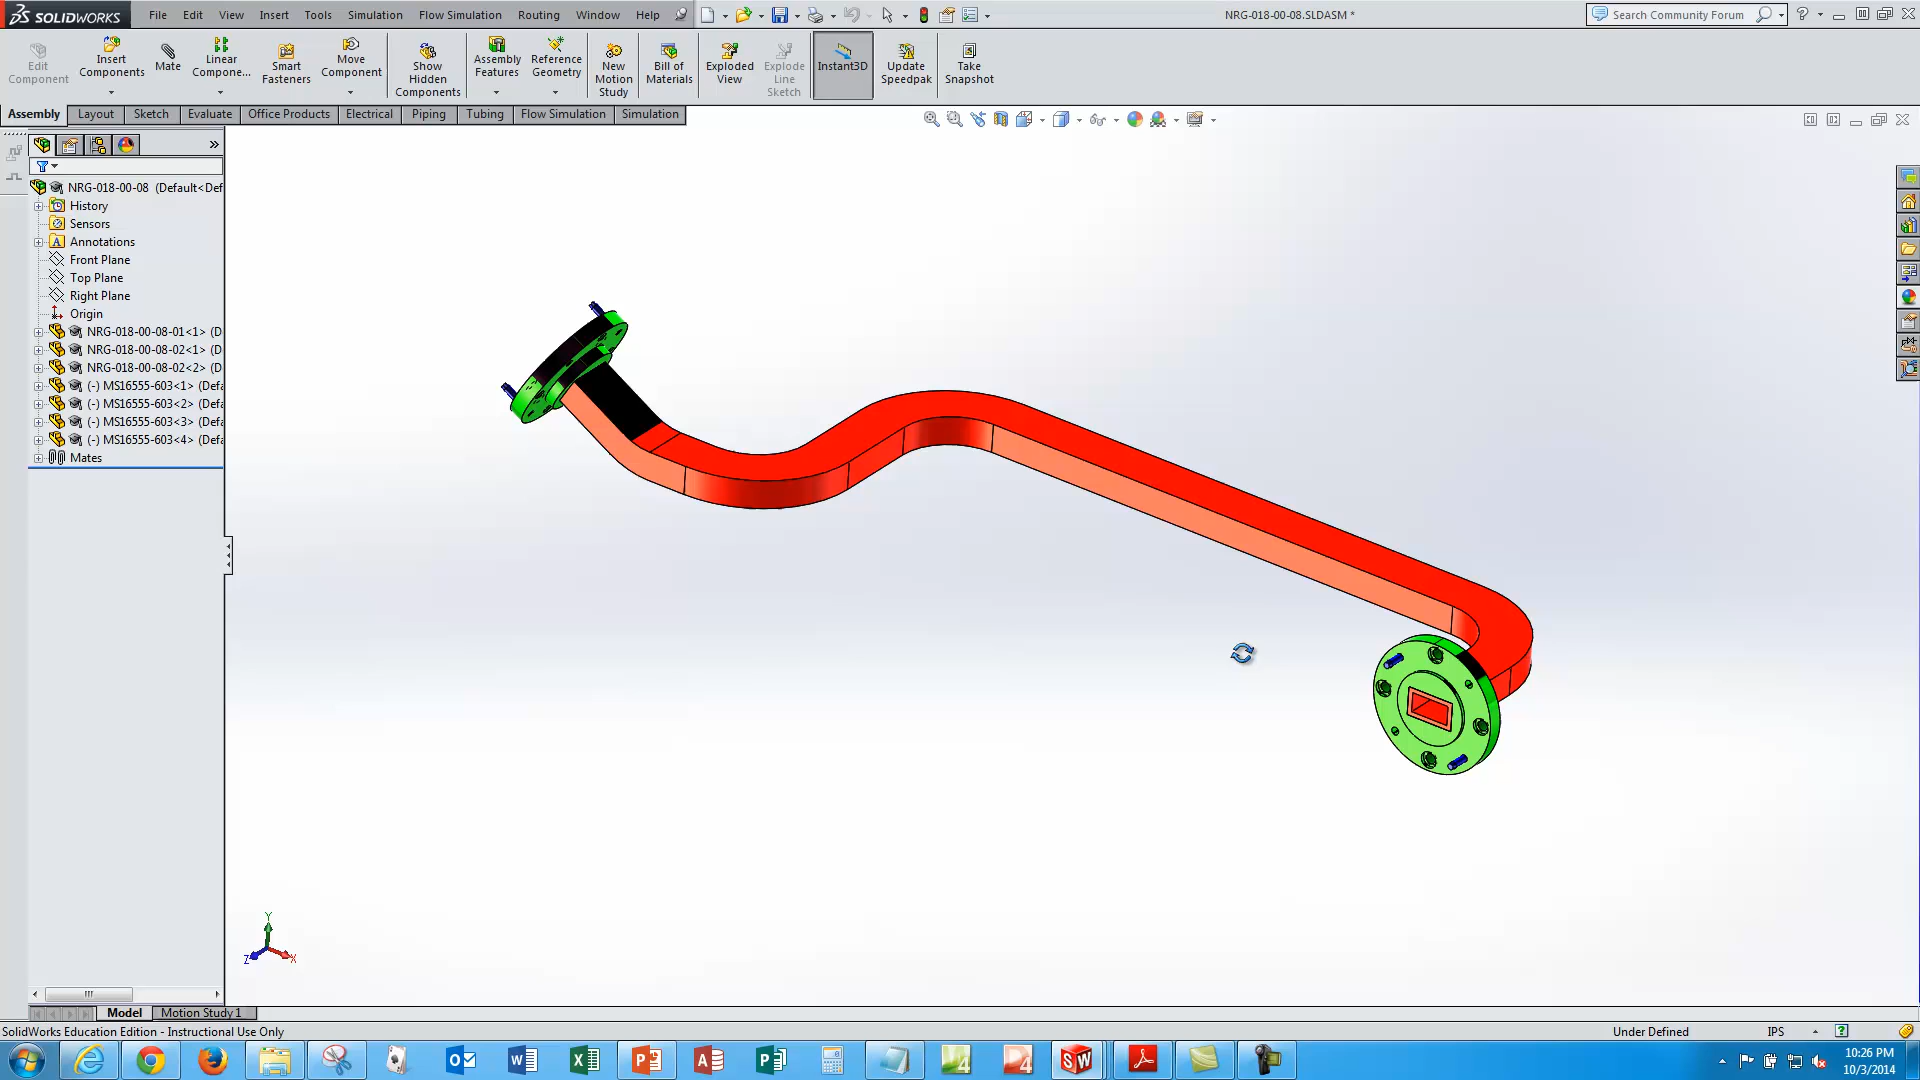 SOLIDWORKS File Edit View Insert Tools Simulation Flow Simulation Routing Window Help NRG-018-00-08.SLDASM * Search Community Forum
Edit Component
Insert Components
Mate
Linear Compone...
Smart Fasteners
Move Component
Show Hidden Components
Assembly Features
Reference Geometry
New Motion Study
Bill of Materials
Exploded View
Explode Line Sketch
Instant3D
Update Speedpak
Take Snapshot
Assembly Layout Sketch Evaluate Office Products Electrical Piping Tubing Flow Simulation Simulation
NRG-018-00-08 (Default<Def
History
Sensors
Annotations
Front Plane
Top Plane
Right Plane
Origin
NRG-018-00-08-01<1> (D
NRG-018-00-08-02<1> (D
NRG-018-00-08-02<2> (D
(-) MS16555-603<1> (Defa
(-) MS16555-603<2> (Defa
(-) MS16555-603<3> (Defa
(-) MS16555-603<4> (Defa
Mates
Y
Z X
Model Motion Study 1
SolidWorks Education Edition - Instructional Use Only Under Defined IPS
10:26 PM
10/3/2014